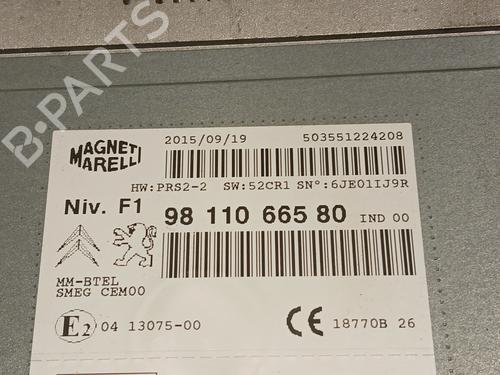 B-PARTS
MAGNETI MARELLI
2015/09/19 503551224208
HW:PRS2-2 SW:52CR1 SN°:6JE01IJ9R
Niv. F1 98 110 665 80 IND 00
MM-BTEL
SMEG CEM00
E2 04 13075-00 CE 18770B 26